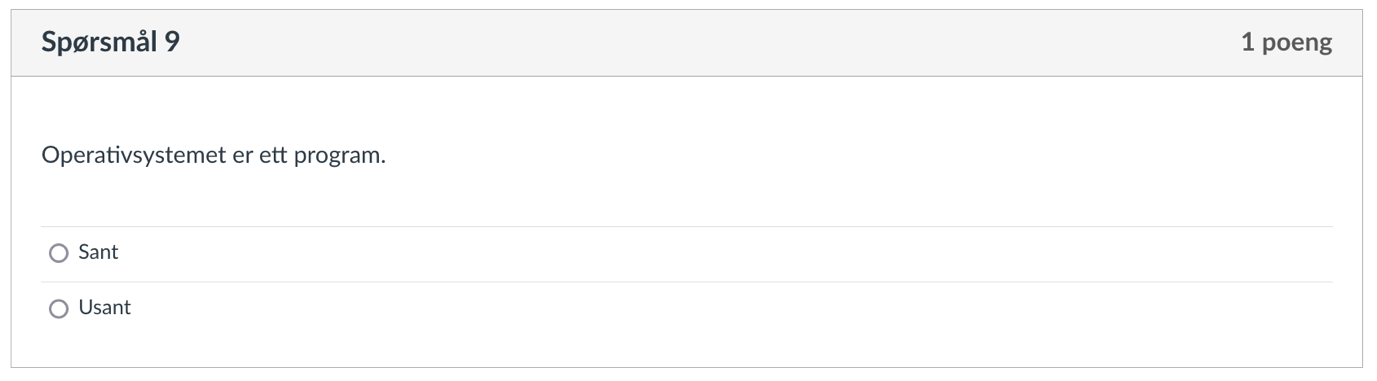 Spørsmål 9
1 poeng
Operativsystemet er ett program.
Sant
Usant